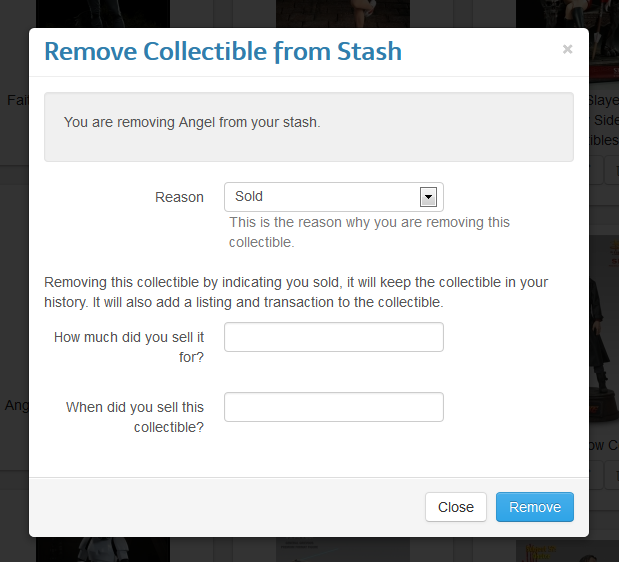 Remove Collectible from Stash
×
You are removing Angel from your stash.
Reason
Sold
This is the reason why you are removing this
collectible.
Removing this collectible by indicating you sold, it will keep the collectible in your
history. It will also add a listing and transaction to the collectible.
How much did you sell it
for?
When did you sell this
collectible?
Close
Remove
Fail
Ang
Slaye
Side
ibles
ow C